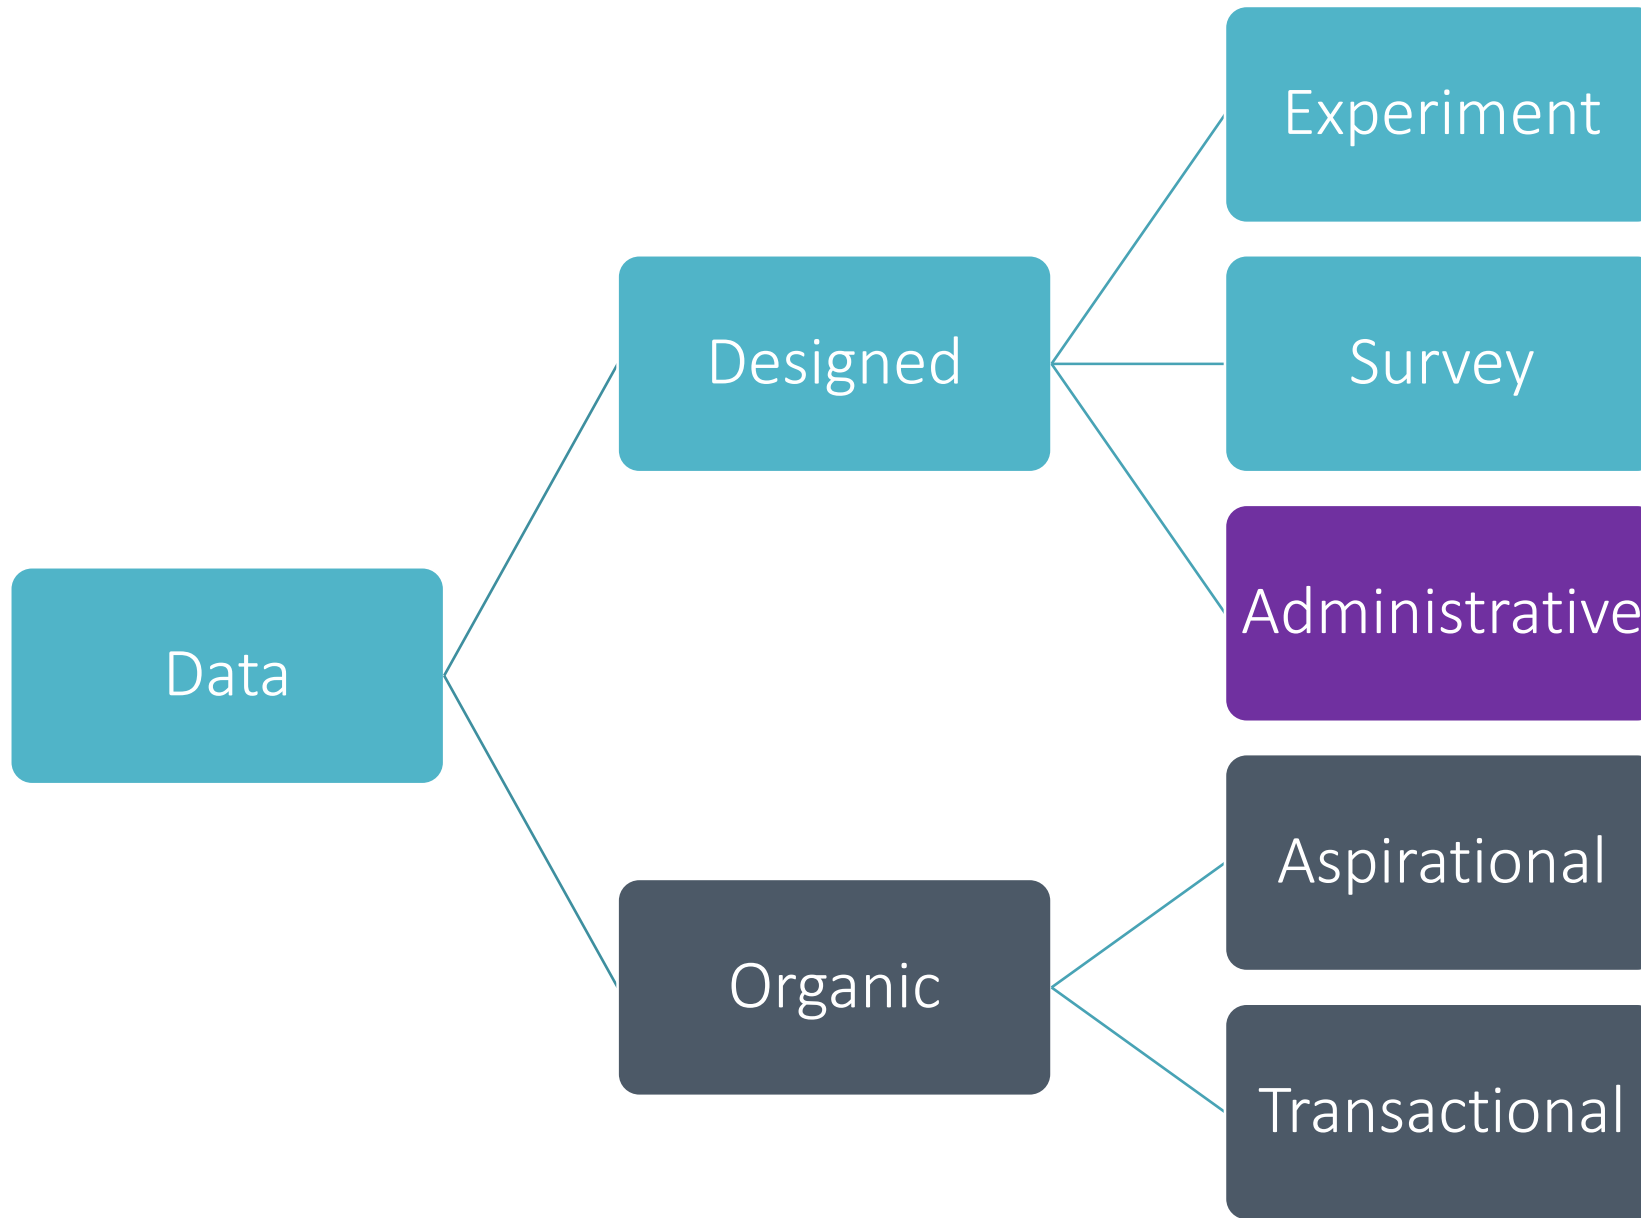 Experiment
Designed
Survey
Administrative
Data
Aspirational
Organic
Transactional